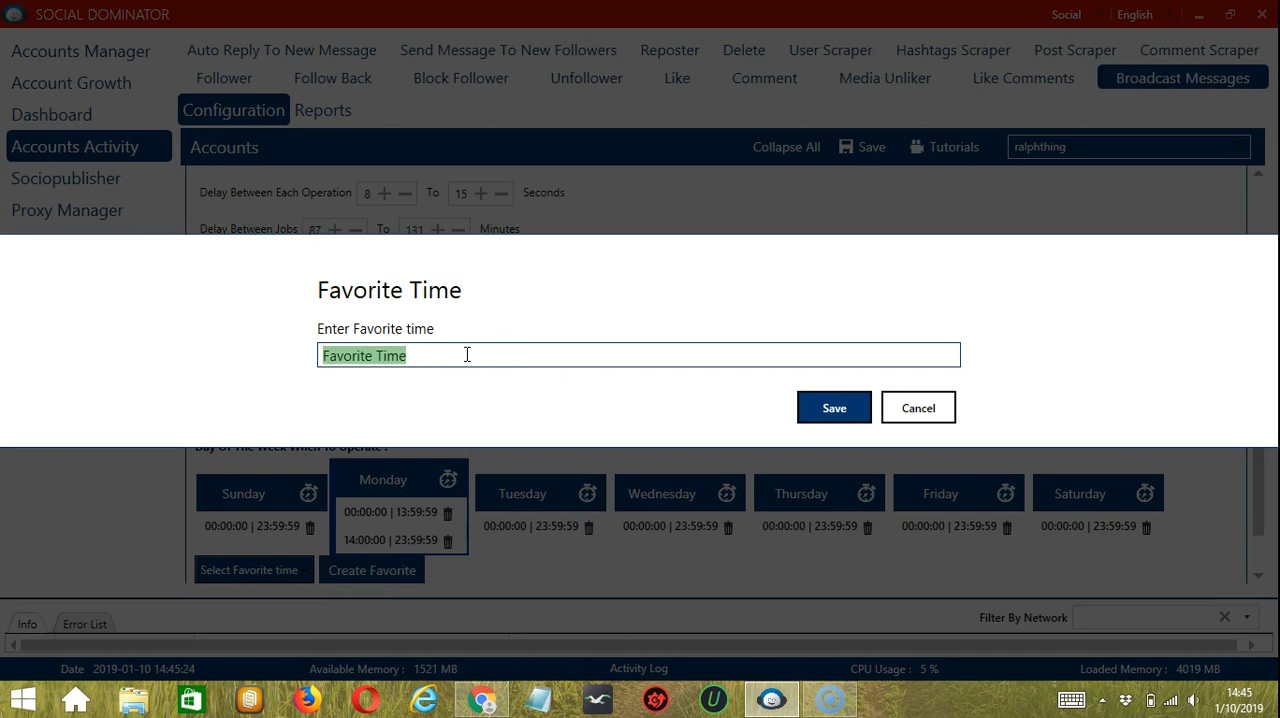 SOCIAL DOMINATOR
Social
English
Accounts Manager
Account Growth
Dashboard
Accounts Activity
Sociopublisher
Proxy Manager
Auto Reply To New Message Send Message To New Followers Reposter Delete User Scraper Hashtags Scraper Post Scraper Comment Scraper
Follower Follow Back Block Follower Unfollower Like Comment Media Unliker Like Comments Broadcast Messages
Configuration Reports
Accounts Collapse All Save Tutorials ralphthing
Delay Between Each Operation 8 + − To 15 + − Seconds
Delay Between Jobs 87 + − To 131 + − Minutes
Favorite Time
Enter Favorite time
Favorite Time
Save Cancel
Day Of The Week When To Operate :
Sunday Monday Tuesday Wednesday Thursday Friday Saturday
00:00:00 | 23:59:59 00:00:00 | 13:59:59 00:00:00 | 23:59:59 00:00:00 | 23:59:59 00:00:00 | 23:59:59 00:00:00 | 23:59:59 00:00:00 | 23:59:59
14:00:00 | 23:59:59
Select Favorite time Create Favorite
Info Error List Filter By Network
Date 2019-01-10 14:45:24 Available Memory : 1521 MB Activity Log CPU Usage : 5 % Loaded Memory : 4019 MB
14:45
1/10/2019